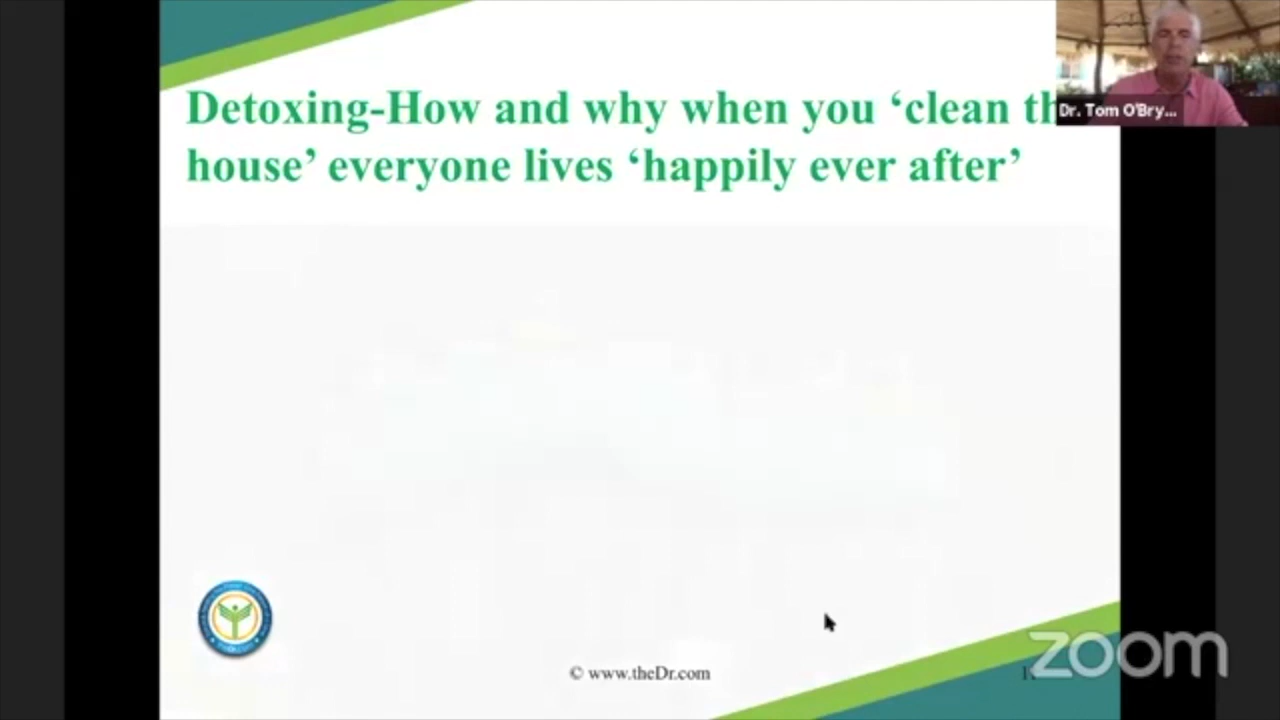 Detoxing-How and why when you ‘clean th
house’ everyone lives ‘happily ever after’
Dr. Tom O'Bry...
© www.theDr.com
zoom